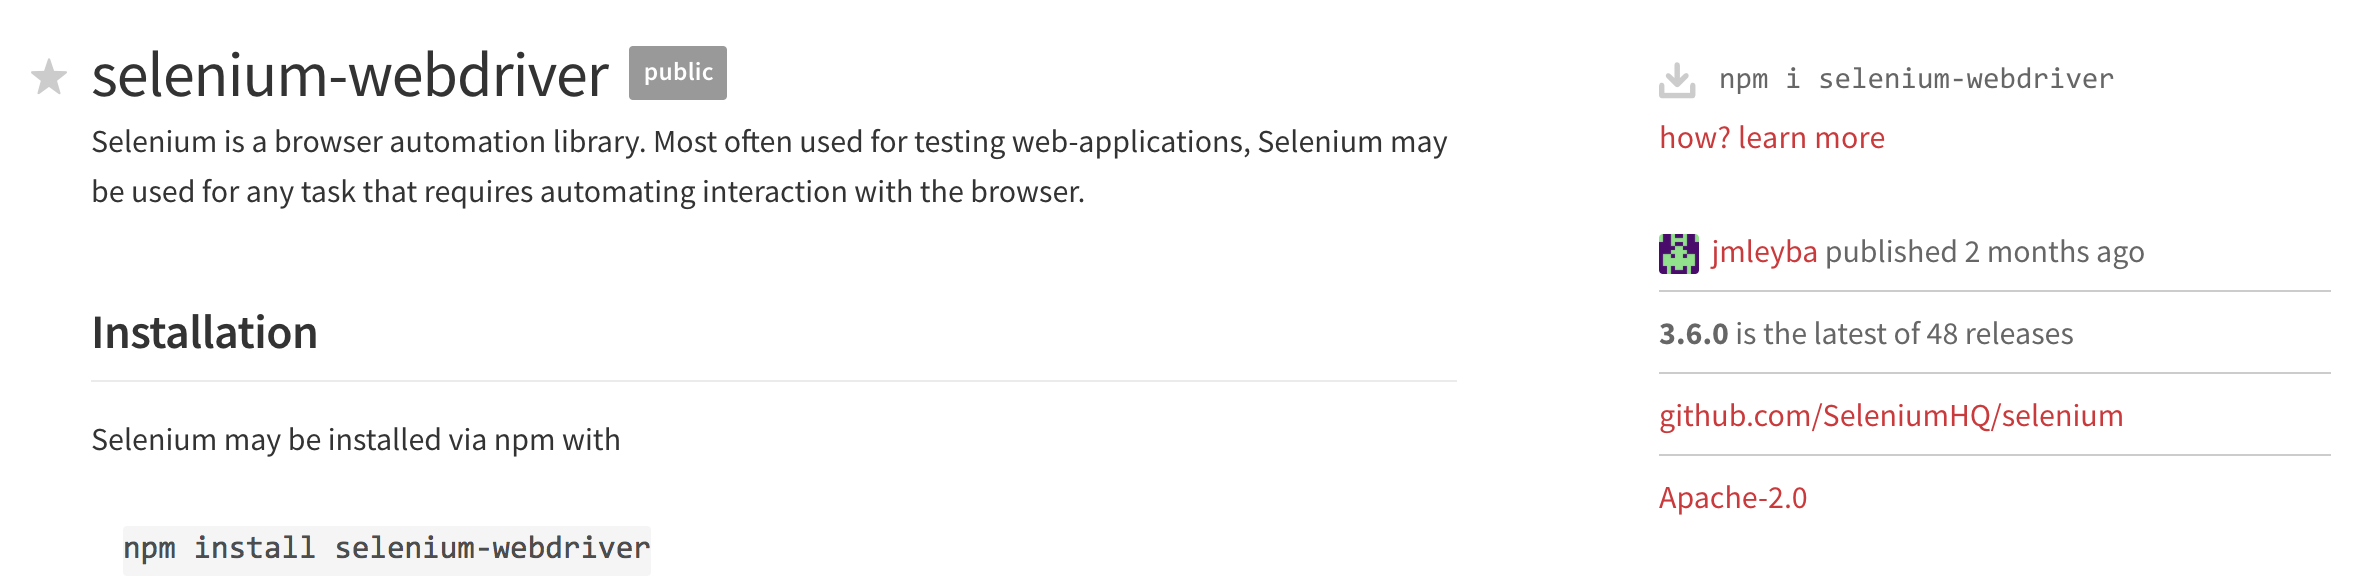 selenium-webdriver public
Selenium is a browser automation library. Most often used for testing web-applications, Selenium may
be used for any task that requires automating interaction with the browser.
Installation
Selenium may be installed via npm with
npm install selenium-webdriver
npm i selenium-webdriver
how? learn more
jmleyba published 2 months ago
3.6.0 is the latest of 48 releases
github.com/SeleniumHQ/selenium
Apache-2.0